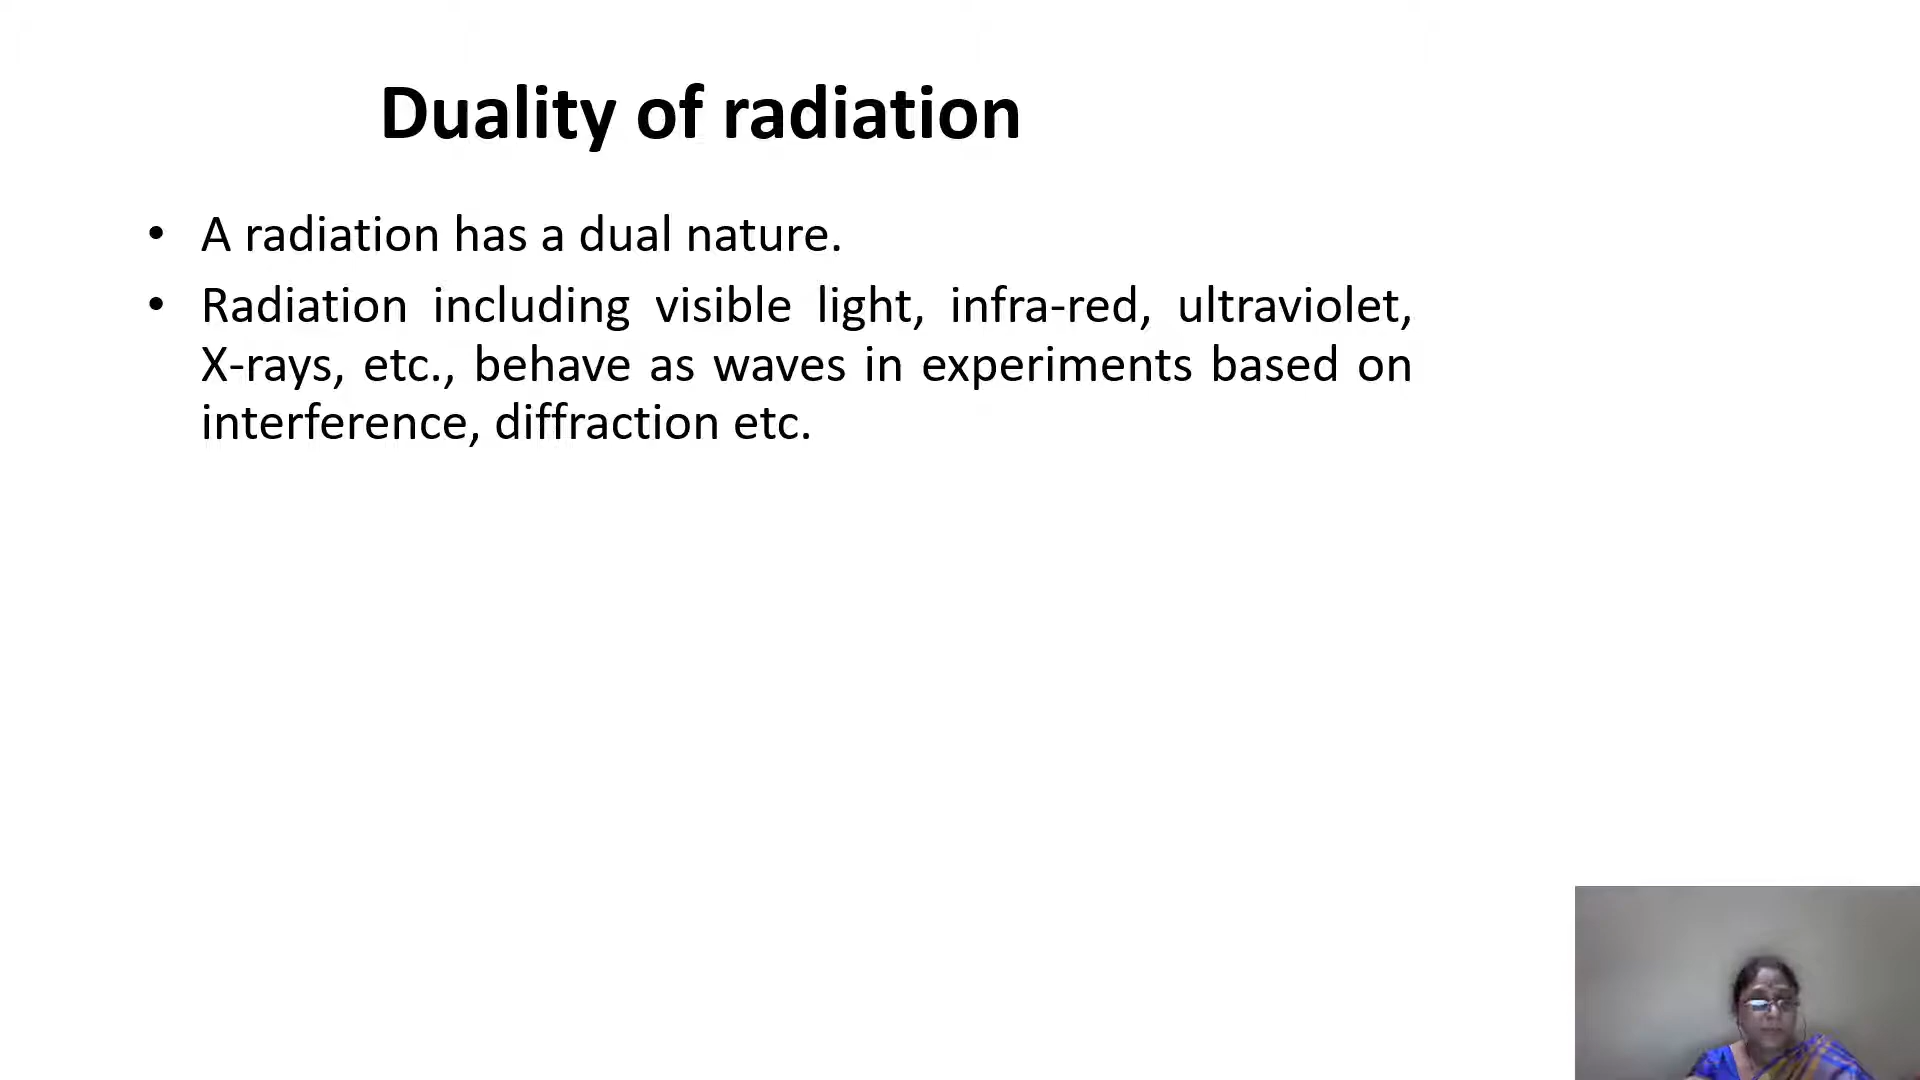 Duality of radiation
• A radiation has a dual nature.
• Radiation including visible light, infra-red, ultraviolet,
X-rays, etc., behave as waves in experiments based on
interference, diffraction etc.